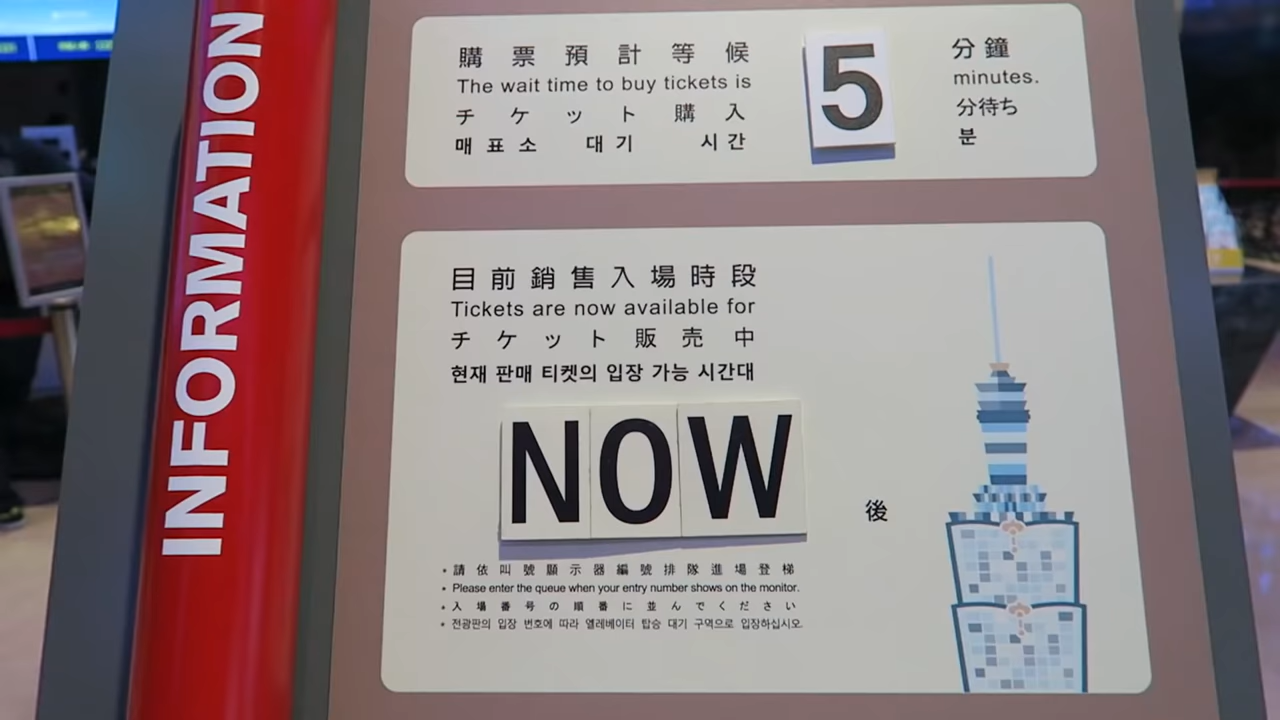 INFORMATION
購票預計等候
The wait time to buy tickets is
チケット購入
매표소 대기 시간
5
分鐘
minutes.
分待ち
분
目前銷售入場時段
Tickets are now available for
チケット販売中
현재 판매 티켓의 입장 가능 시간대
NOW
後
• 請依叫號顯示器編號排隊進場登梯
• Please enter the queue when your entry number shows on the monitor.
• 入場番号の順番に並んでください
• 전광판의 입장 번호에 따라 엘레베이터 탑승 대기 구역으로 입장하십시오.